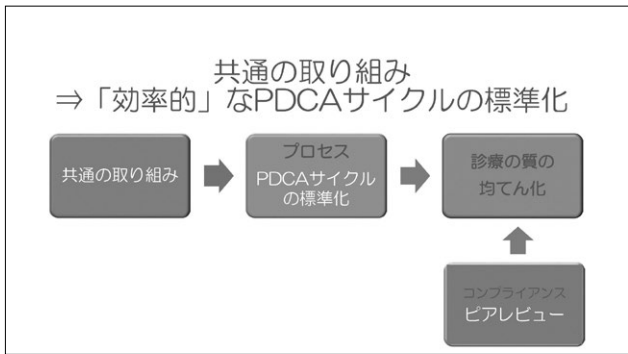 共通の取り組み
⇒「効率的」なPDCAサイクルの標準化
共通の取り組み
プロセス
PDCAサイクル
の標準化
診療の質の
均てん化
コンプライアンス
ピアレビュー